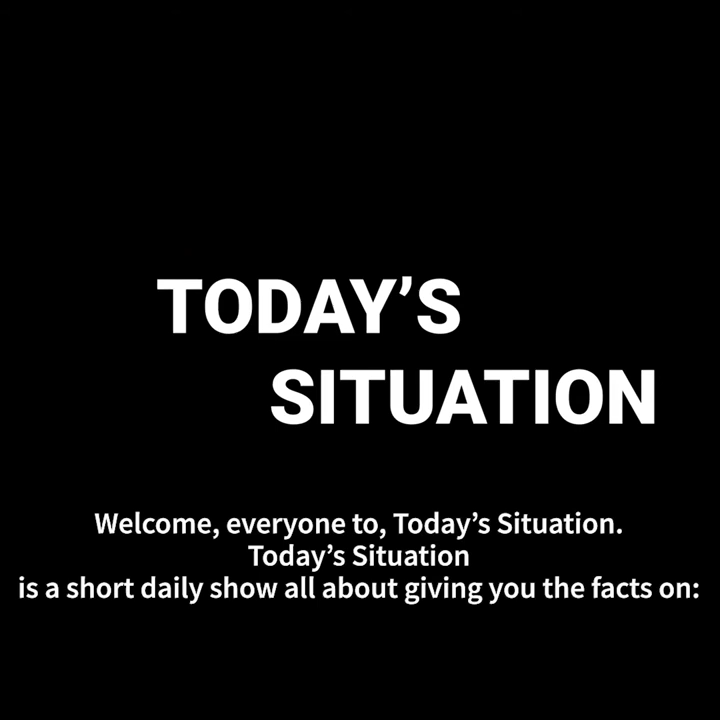 TODAY’S
SITUATION
Welcome, everyone to, Today’s Situation.
Today’s Situation
is a short daily show all about giving you the facts on: